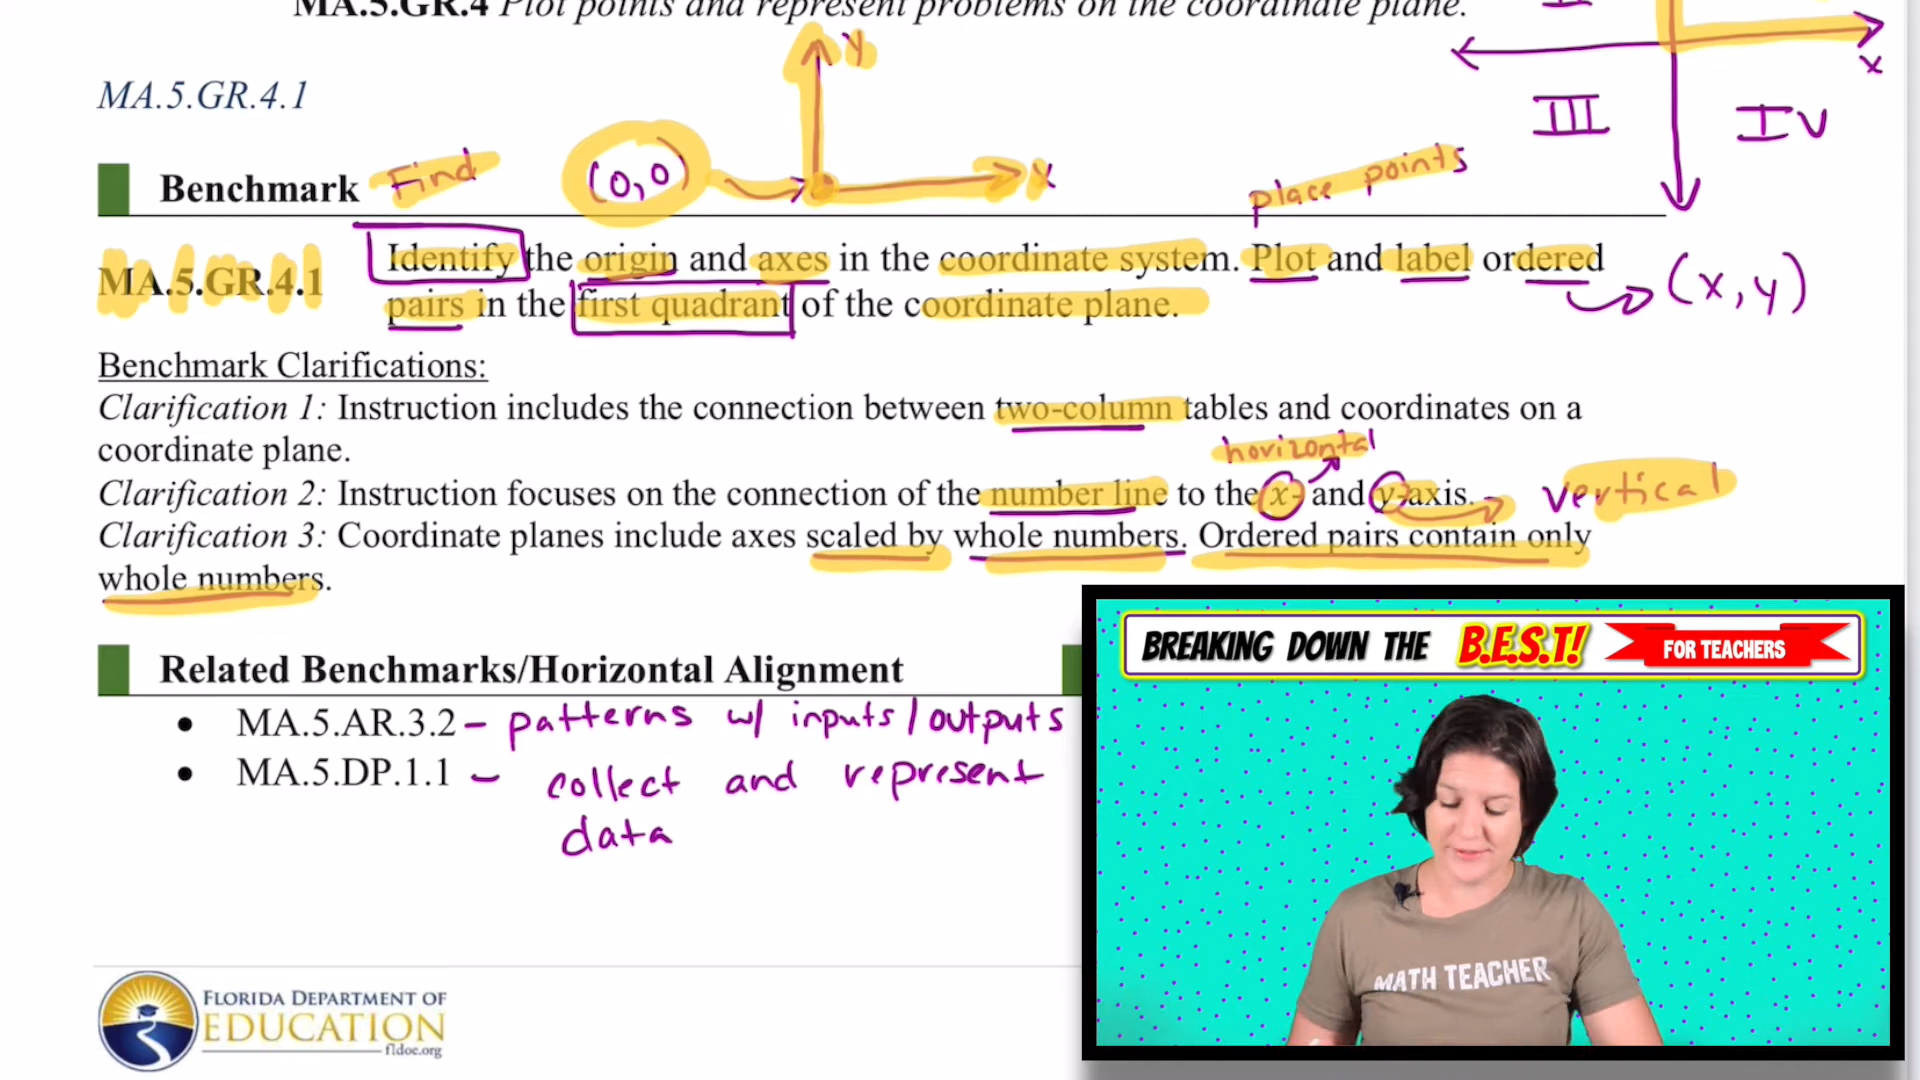 MA.5.GR.4 Plot points and represent problems on the coordinate plane.
y
x
III
IV
MA.5.GR.4.1
Benchmark
Find
(0,0)
x
place points
MA.5.GR.4.1
Identify the origin and axes in the coordinate system. Plot and label ordered
pairs in the first quadrant of the coordinate plane.
(x,y)
Benchmark Clarifications:
Clarification 1: Instruction includes the connection between two-column tables and coordinates on a
coordinate plane.
horizontal
Clarification 2: Instruction focuses on the connection of the number line to the x- and y-axis.
vertical
Clarification 3: Coordinate planes include axes scaled by whole numbers. Ordered pairs contain only
whole numbers.
Related Benchmarks/Horizontal Alignment
• MA.5.AR.3.2 - patterns w/ inputs/outputs
• MA.5.DP.1.1 - collect and represent
data
BREAKING DOWN THE B.E.S.T! FOR TEACHERS
MATH TEACHER
FLORIDA DEPARTMENT OF
EDUCATION
fldoe.org